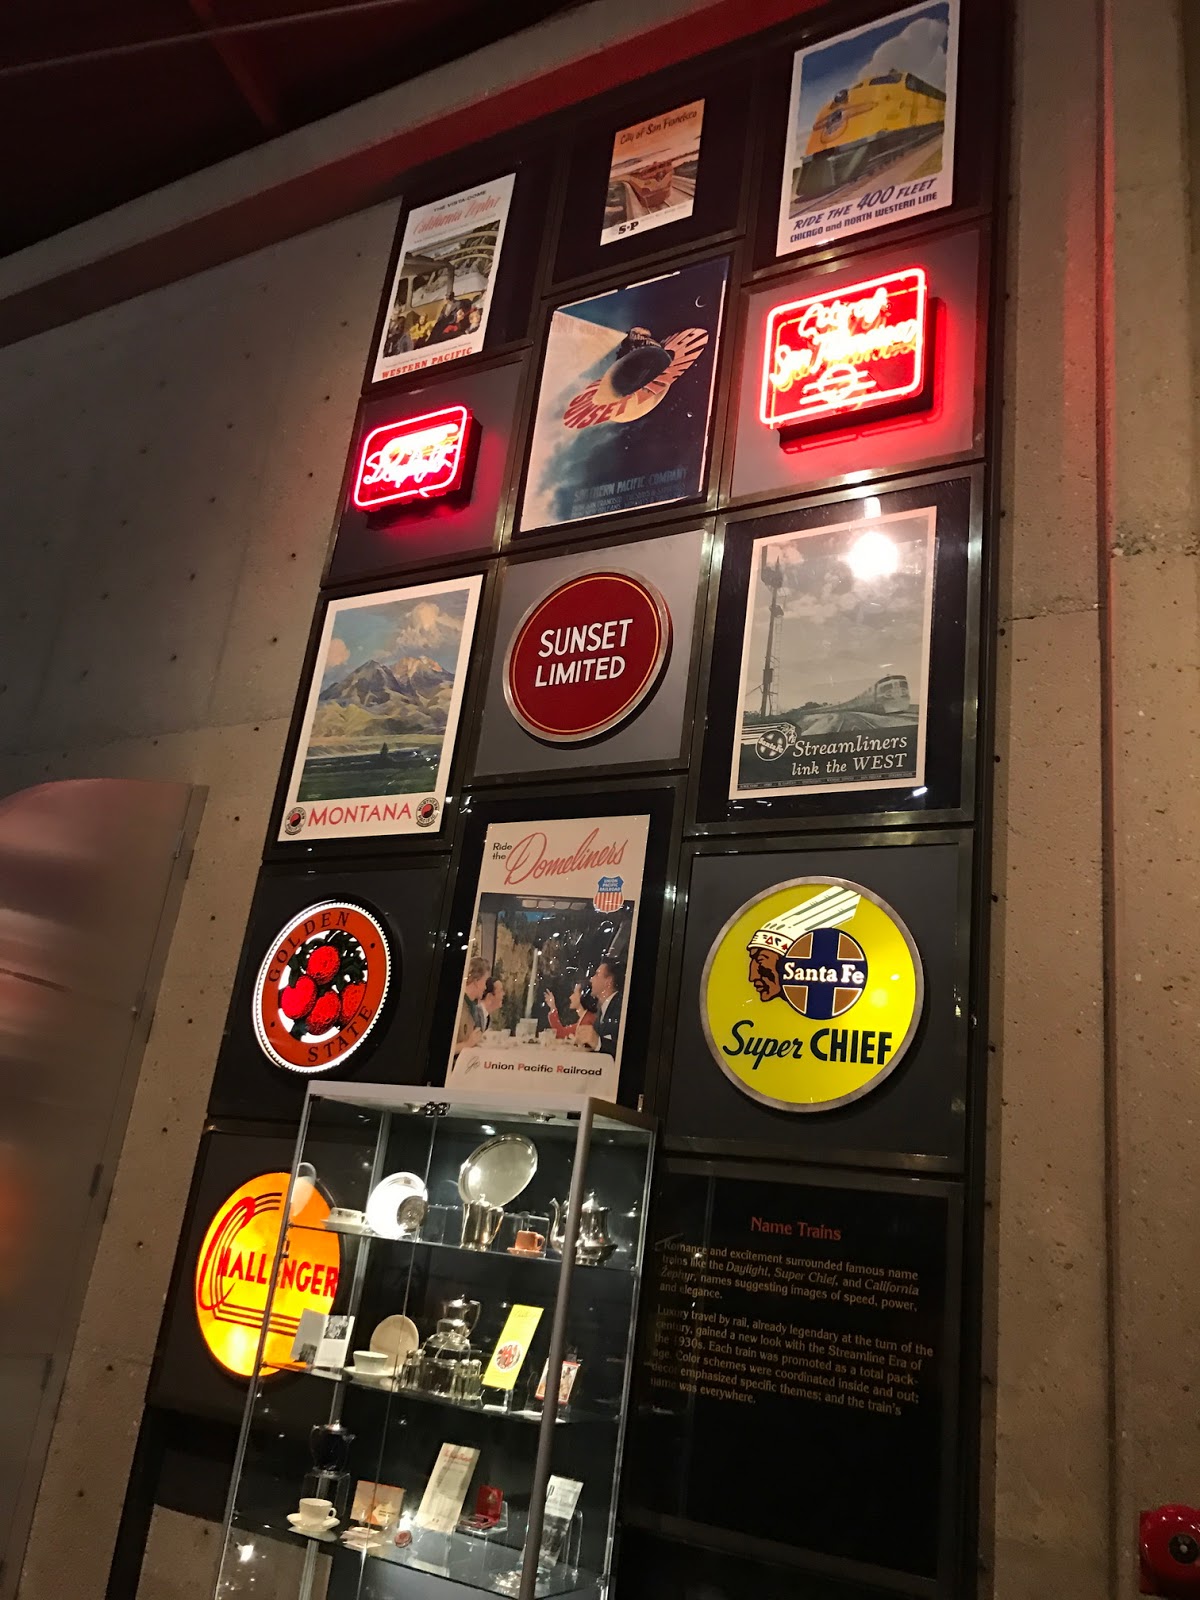 THE VISTA-DOME
California Zephyr
WESTERN PACIFIC
City of San Francisco
S·P
RIDE THE 400 FLEET
CHICAGO and NORTH WESTERN LINE
Daylight
SUNSET LIMITED
SOUTHERN PACIFIC COMPANY
City of
San Francisco
MONTANA
SUNSET
LIMITED
Santa Fe
Streamliners
link the WEST
GOLDEN
STATE
Ride
the Domeliners
UNION
PACIFIC
RAILROAD
Union Pacific Railroad
Santa Fe
Super CHIEF
CHALLENGER
Name Trains
Romance and excitement surrounded famous name
trains like the Daylight, Super Chief, and California
Zephyr, names suggesting images of speed, power,
and elegance.
Luxury travel by rail, already legendary at the turn of the
century, gained a new look with the Streamline Era of
the 1930s. Each train was promoted as a total pack-
age. Color schemes were coordinated inside and out;
decor emphasized specific themes; and the train's
name was everywhere.